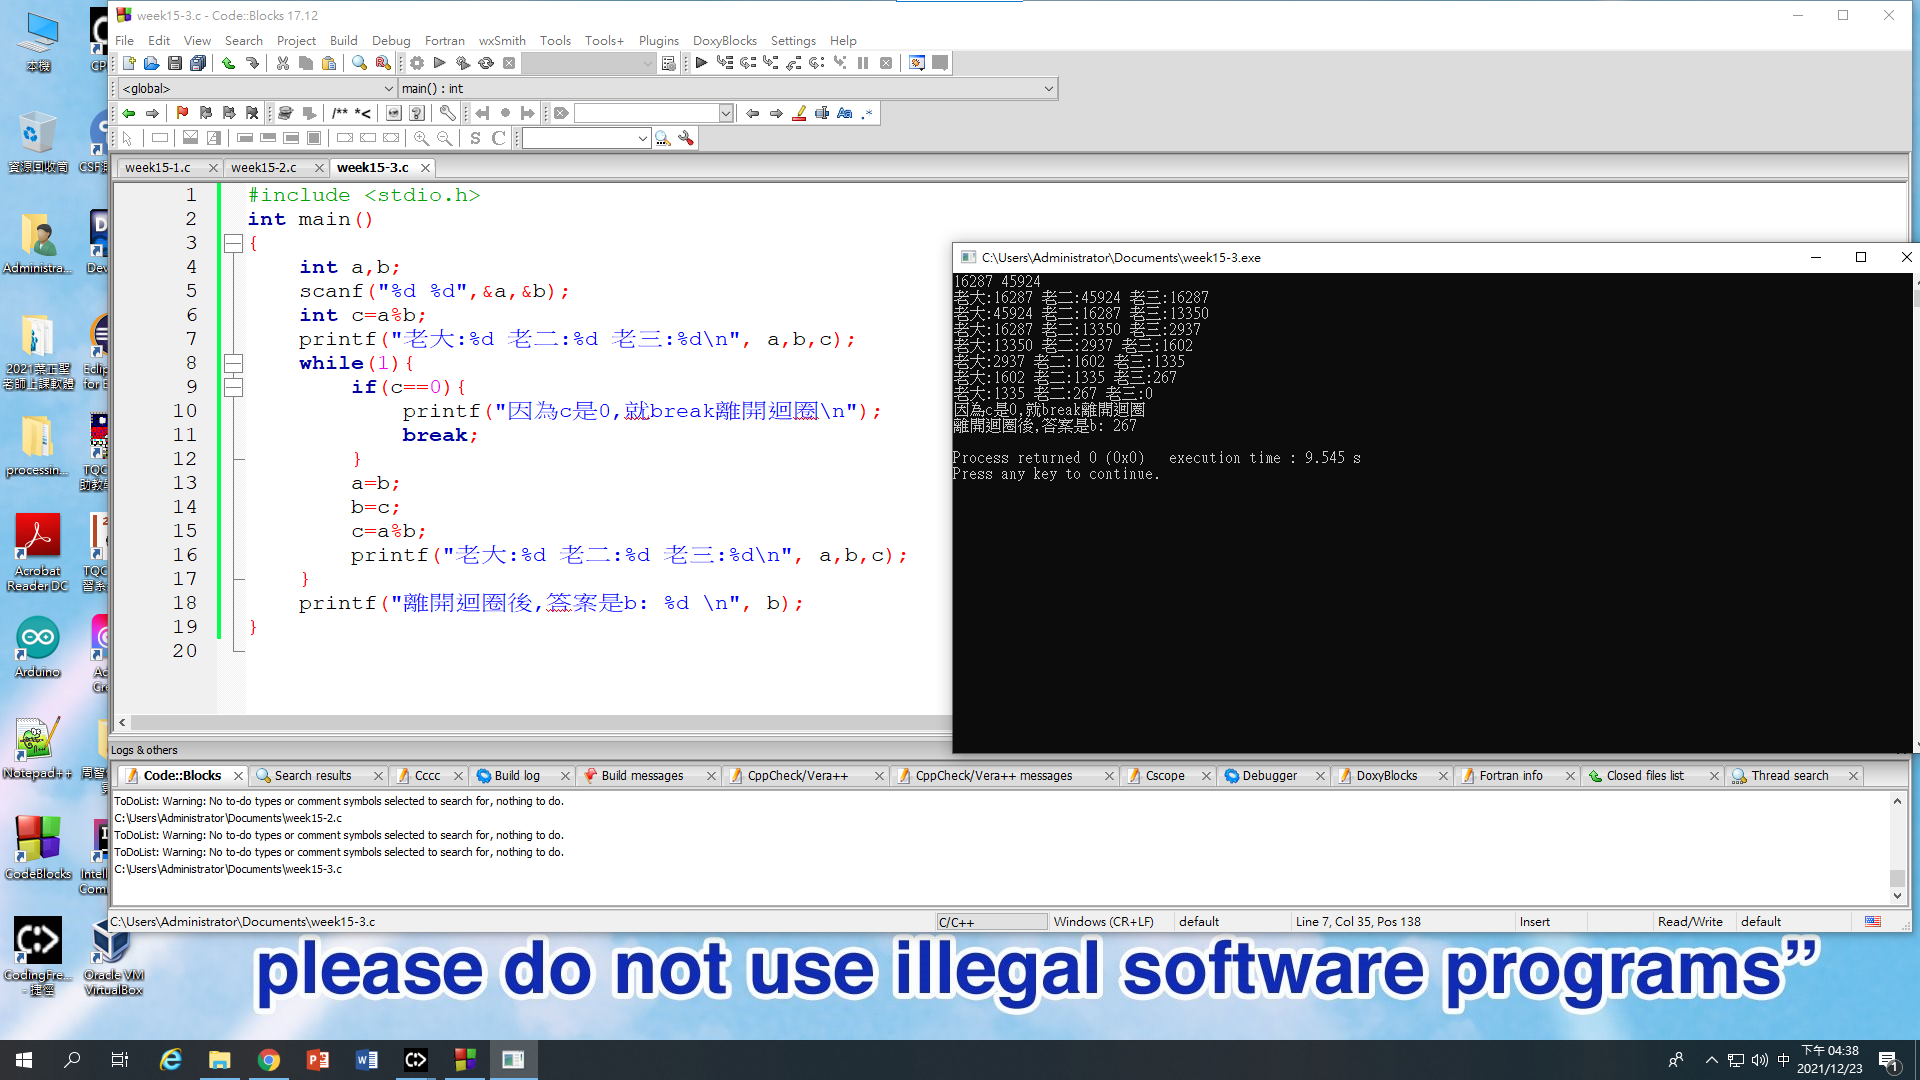 week15-3.c - Code::Blocks 17.12
File Edit View Search Project Build Debug Fortran wxSmith Tools Tools+ Plugins DoxyBlocks Settings Help
<global> main() : int
week15-1.c week15-2.c week15-3.c
1 #include <stdio.h>
2 int main()
3 {
4 int a,b;
5 scanf("%d %d",&a,&b);
6 int c=a%b;
7 printf("老大:%d 老二:%d 老三:%d\n", a,b,c);
8 while(1){
9 if(c==0){
10 printf("因為c是0,就break離開迴圈\n");
11 break;
12 }
13 a=b;
14 b=c;
15 c=a%b;
16 printf("老大:%d 老二:%d 老三:%d\n", a,b,c);
17 }
18 printf("離開迴圈後,答案是b: %d \n", b);
19 }
20
C:\Users\Administrator\Documents\week15-3.exe
16287 45924
老大:16287 老二:45924 老三:16287
老大:45924 老二:16287 老三:13350
老大:16287 老二:13350 老三:2937
老大:13350 老二:2937 老三:1602
老大:2937 老二:1602 老三:1335
老大:1602 老二:1335 老三:267
老大:1335 老二:267 老三:0
因為c是0,就break離開迴圈
離開迴圈後,答案是b: 267
Process returned 0 (0x0) execution time : 9.545 s
Press any key to continue.
Logs & others
Code::Blocks Search results Cccc Build log Build messages CppCheck/Vera++ CppCheck/Vera++ messages Cscope Debugger DoxyBlocks Fortran info Closed files list Thread search
ToDoList: Warning: No to-do types or comment symbols selected to search for, nothing to do.
C:\Users\Administrator\Documents\week15-2.c
ToDoList: Warning: No to-do types or comment symbols selected to search for, nothing to do.
ToDoList: Warning: No to-do types or comment symbols selected to search for, nothing to do.
C:\Users\Administrator\Documents\week15-3.c
C:\Users\Administrator\Documents\week15-3.c C/C++ Windows (CR+LF) default Line 7, Col 35, Pos 138 Insert Read/Write default
本機
資源回收筒
Administra...
2021葉正聖
老師上課軟體
processin...
Acrobat
Reader DC
Arduino
Notepad++
CodeBlocks
CodingFre...
- 捷徑
Oracle VM
VirtualBox
please do not use illegal software programs”
中
下午 04:38
2021/12/23
1